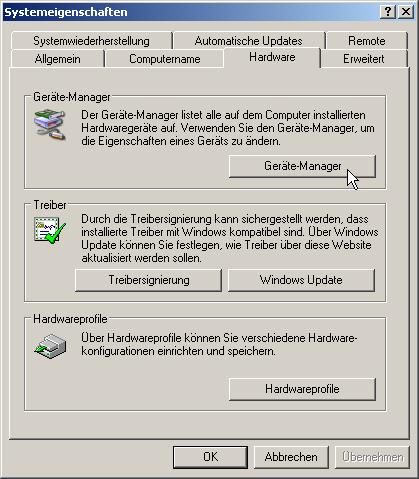 Systemeigenschaften
Systemwiederherstellung Automatische Updates Remote
Allgemein Computername Hardware Erweitert
Geräte-Manager
Der Geräte-Manager listet alle auf dem Computer installierten
Hardwaregeräte auf. Verwenden Sie den Geräte-Manager, um
die Eigenschaften eines Geräts zu ändern.
Geräte-Manager
Treiber
Durch die Treibersignierung kann sichergestellt werden, dass
installierte Treiber mit Windows kompatibel sind. Über Windows
Update können Sie festlegen, wie Treiber über diese Website
aktualisiert werden sollen.
Treibersignierung Windows Update
Hardwareprofile
Über Hardwareprofile können Sie verschiedene Hardware-
konfigurationen einrichten und speichern.
Hardwareprofile
OK Abbrechen Übernehmen